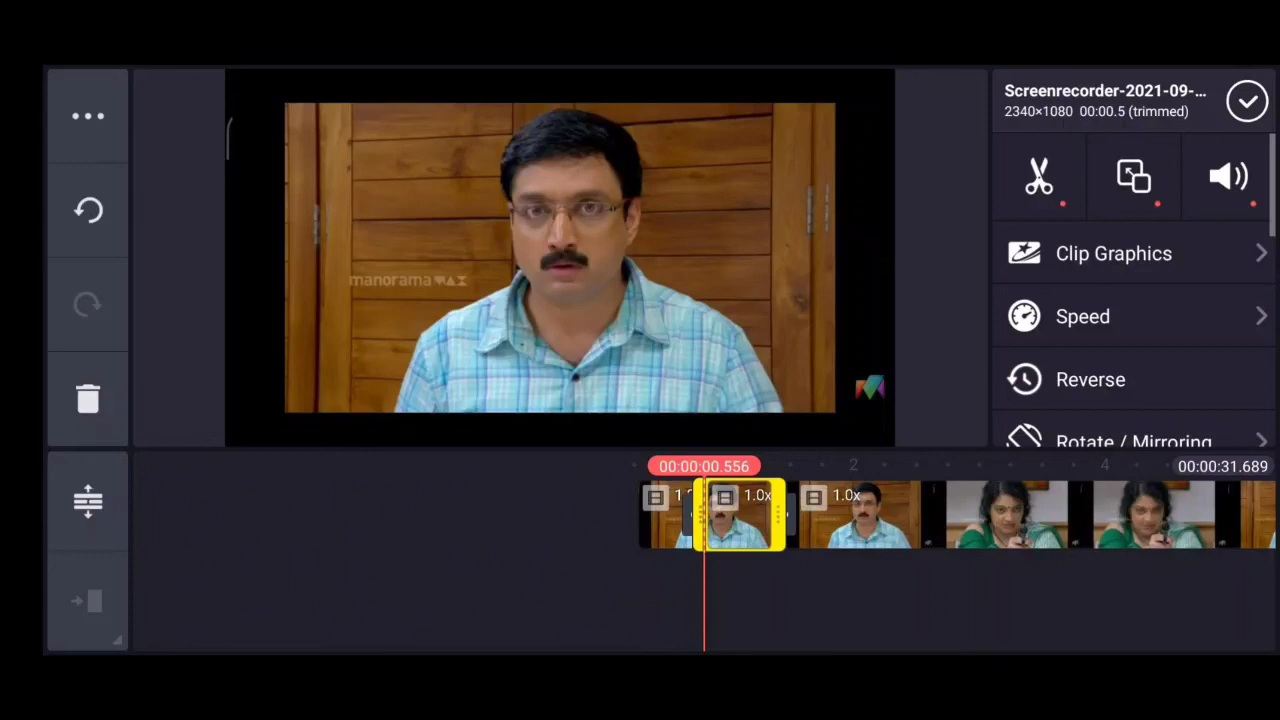 Screenrecorder-2021-09-...
2340×1080 00:00.5 (trimmed)
manorama MAX
Clip Graphics
Speed
Reverse
Rotate / Mirroring
00:00:00.556
2
4
00:00:31.689
1.0x
1.0x